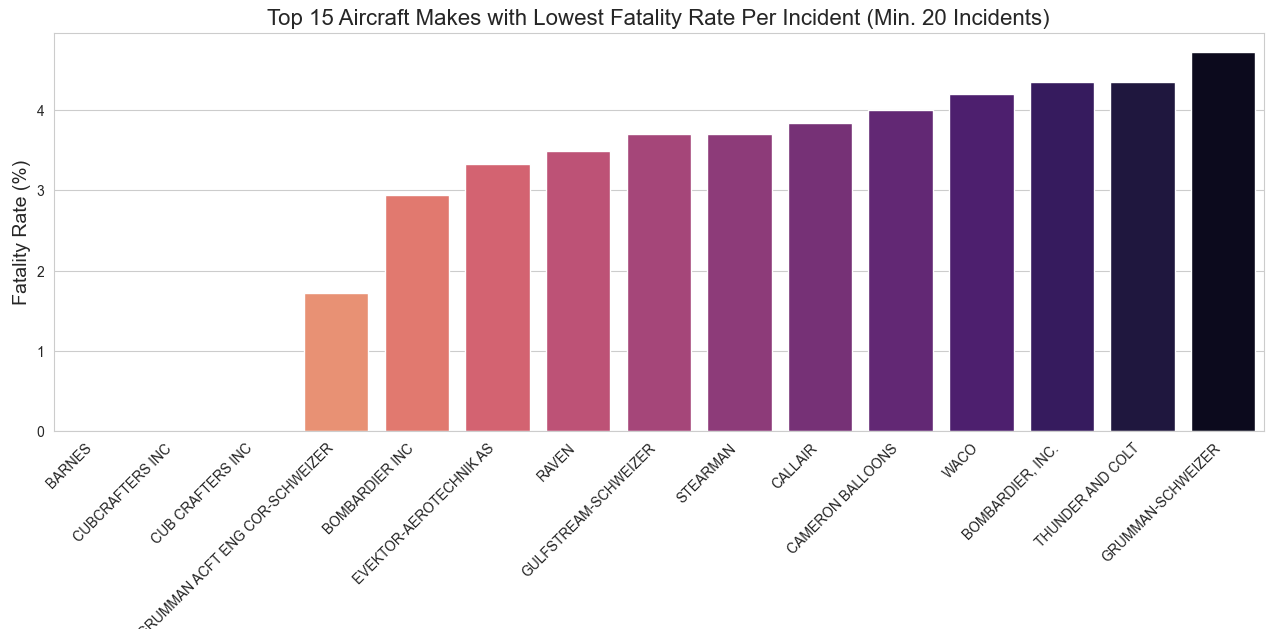 Top 15 Aircraft Makes with Lowest Fatality Rate Per Incident (Min. 20 Incidents)
Fatality Rate (%)
4
3
2
1
0
BARNES
CUBCRAFTERS INC
CUB CRAFTERS INC
GRUMMAN ACFT ENG COR-SCHWEIZER
BOMBARDIER INC
EVEKTOR-AEROTECHNIK AS
RAVEN
GULFSTREAM-SCHWEIZER
STEARMAN
CALLAIR
CAMERON BALLOONS
WACO
BOMBARDIER, INC.
THUNDER AND COLT
GRUMMAN-SCHWEIZER